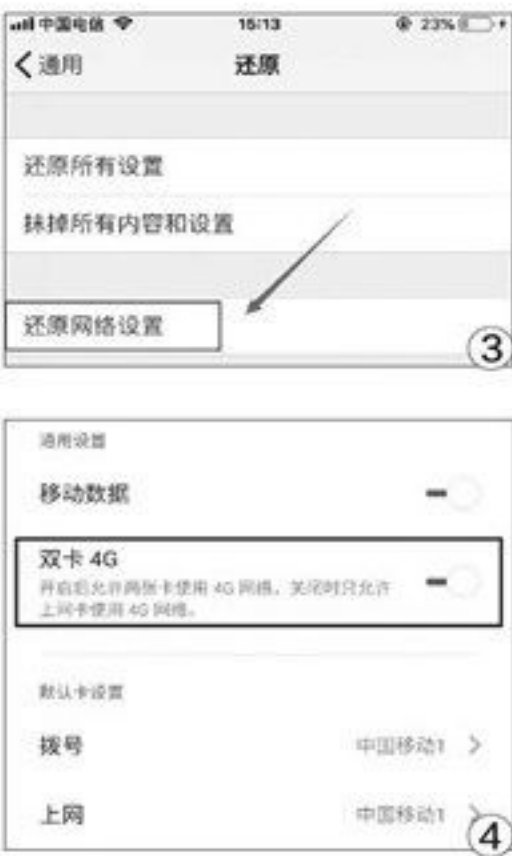 中国电信 15:13 @ 23%
通用 还原
还原所有设置
抹掉所有内容和设置
还原网络设置
③
通用设置
移动数据
双卡 4G
开启后允许两张卡使用 4G 网络，关闭时只允许
上网卡使用 4G 网络。
默认卡设置
拨号 中国移动1
上网 中国移动1
④